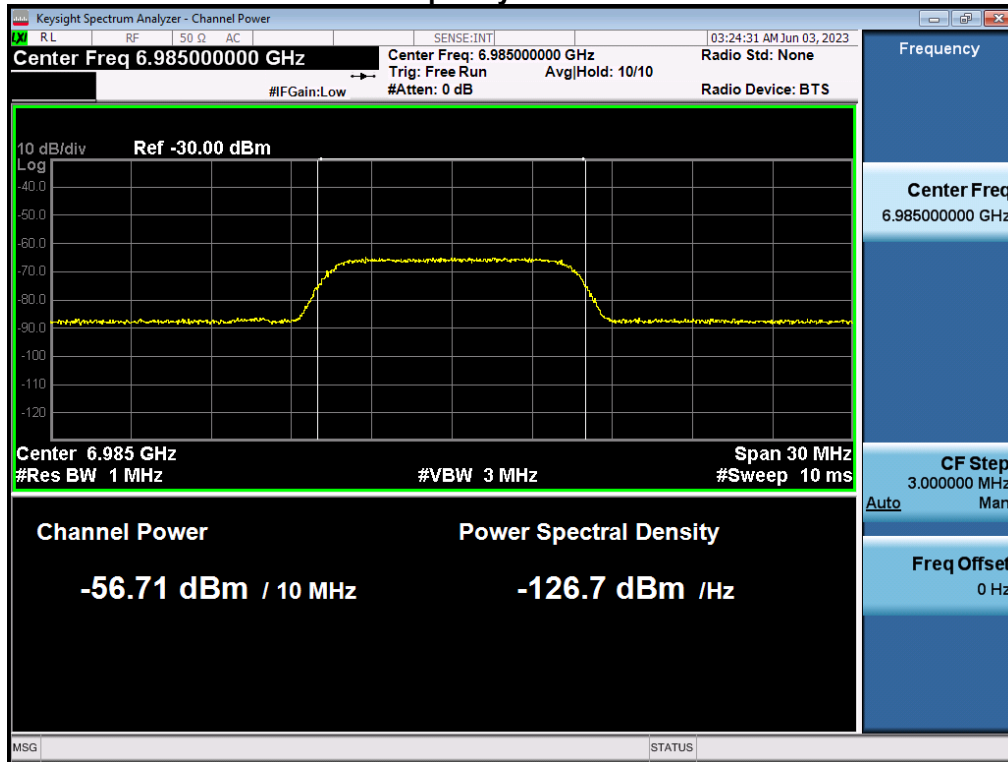 Keysight Spectrum Analyzer - Channel Power
LXI RL RF 50 Ω AC SENSE:INT 03:24:31 AM Jun 03, 2023
Center Freq 6.985000000 GHz
Center Freq: 6.985000000 GHz
Radio Std: None
Trig: Free Run Avg|Hold: 10/10
#IFGain:Low
#Atten: 0 dB
Radio Device: BTS
10 dB/div Ref -30.00 dBm
Log
-40.0
-50.0
-60.0
-70.0
-80.0
-90.0
-100
-110
-120
Center 6.985 GHz Span 30 MHz
#Res BW 1 MHz #VBW 3 MHz #Sweep 10 ms
Channel Power
Power Spectral Density
-56.71 dBm / 10 MHz
-126.7 dBm /Hz
Frequency
Center Freq
6.985000000 GHz
CF Step
3.000000 MHz
Auto Man
Freq Offset
0 Hz
MSG STATUS